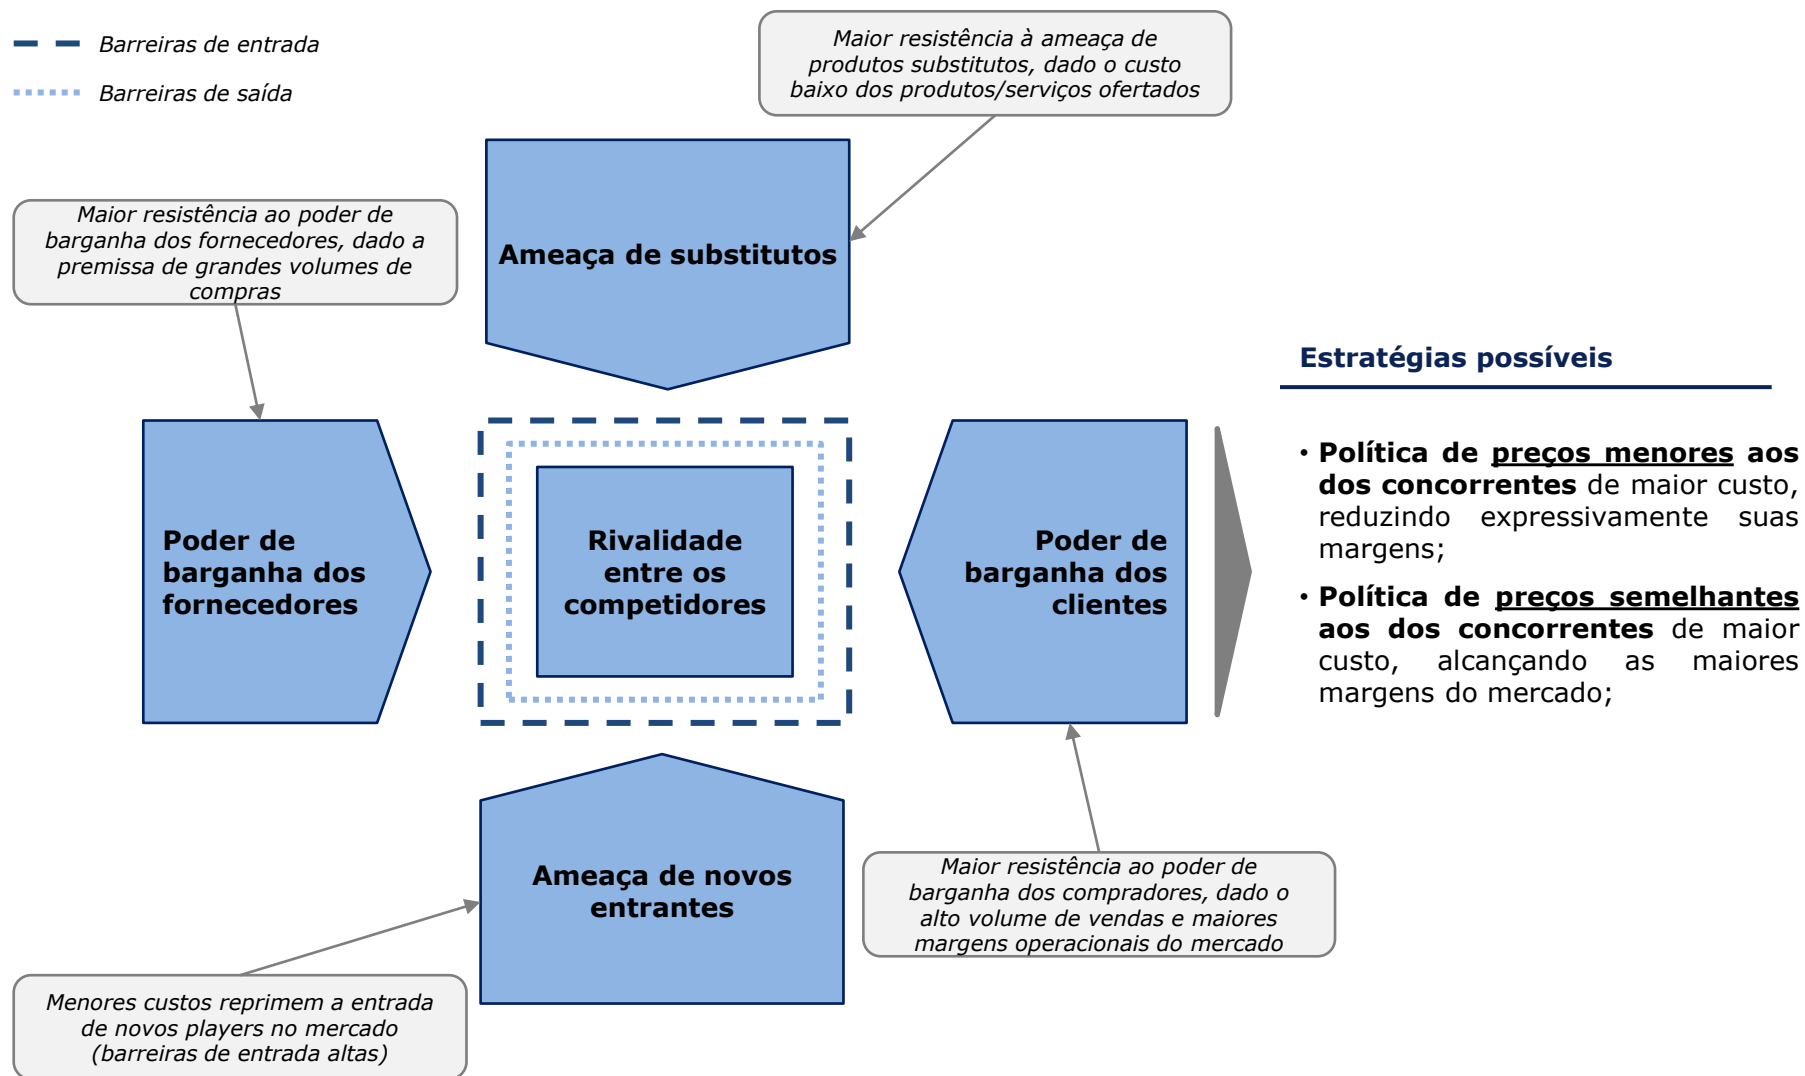 Barreiras de entrada
Barreiras de saída
Maior resistência à ameaça de
produtos substitutos, dado o custo
baixo dos produtos/serviços ofertados
Maior resistência ao poder de
barganha dos fornecedores, dado a
premissa de grandes volumes de
compras
Ameaça de substitutos
Poder de
barganha dos
fornecedores
Rivalidade
entre os
competidores
Poder de
barganha dos
clientes
Ameaça de novos
entrantes
Maior resistência ao poder de
barganha dos compradores, dado o
alto volume de vendas e maiores
margens operacionais do mercado
Menores custos reprimem a entrada
de novos players no mercado
(barreiras de entrada altas)
Estratégias possíveis
• Política de preços menores aos
dos concorrentes de maior custo,
reduzindo expressivamente suas
margens;
• Política de preços semelhantes
aos dos concorrentes de maior
custo, alcançando as maiores
margens do mercado;